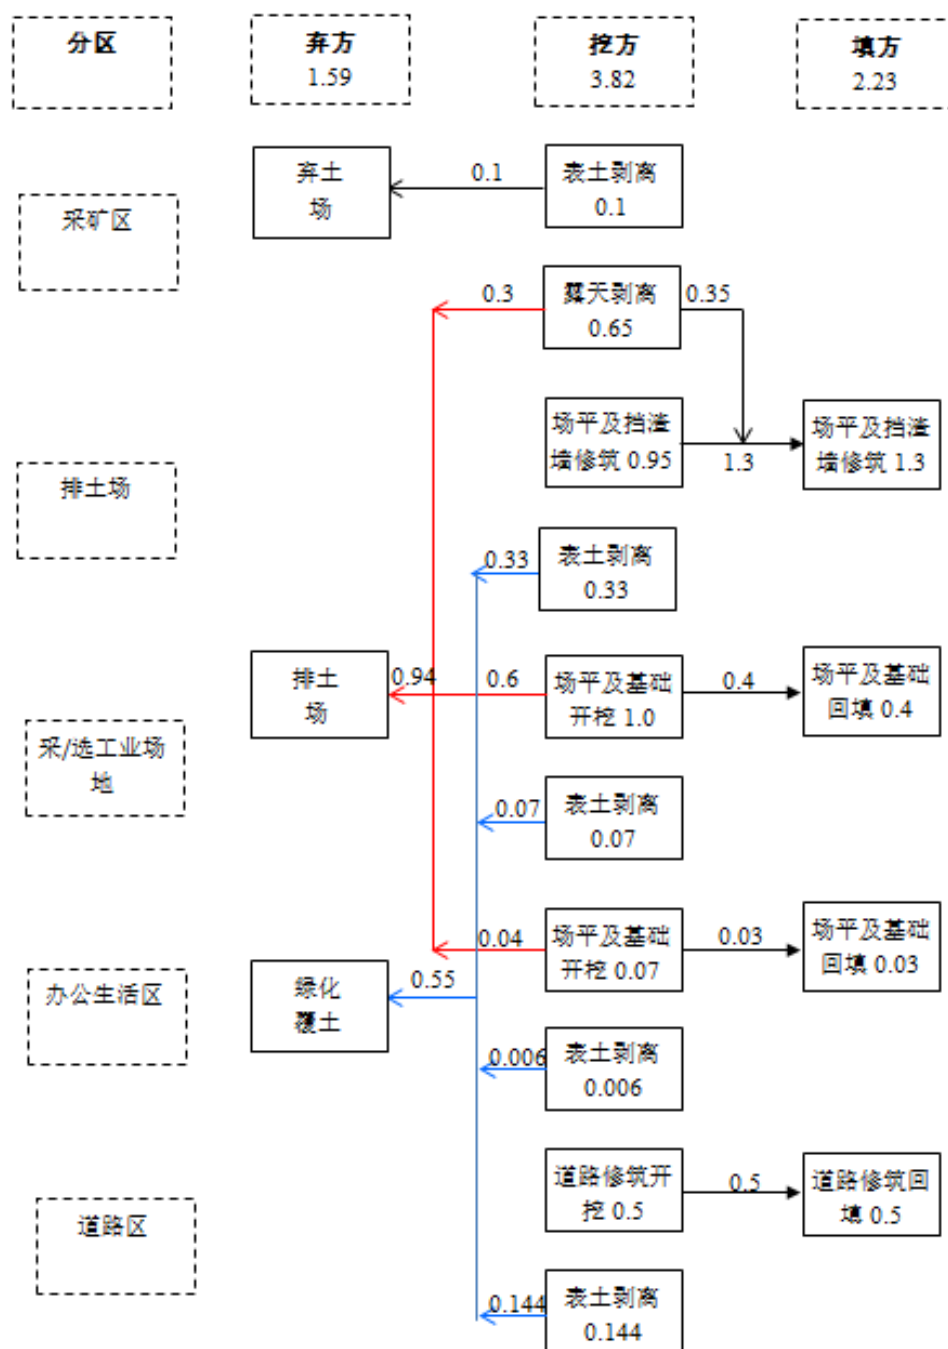 分区
弃方
1.59
挖方
3.82
填方
2.23
弃土
场
0.1
表土剥离
0.1
采矿区
0.3
露天剥离
0.65
0.35
场平及挡渣
墙修筑 0.95
1.3
场平及挡渣
墙修筑 1.3
排土场
0.33
表土剥离
0.33
排土
场
0.94
0.6
场平及基础
开挖 1.0
0.4
场平及基础
回填 0.4
采/选工业场
地
0.07
表土剥离
0.07
0.04
场平及基础
开挖 0.07
0.03
场平及基础
回填 0.03
办公生活区
绿化
覆土
0.55
0.006
表土剥离
0.006
道路修筑开
挖 0.5
0.5
道路修筑回
填 0.5
道路区
0.144
表土剥离
0.144